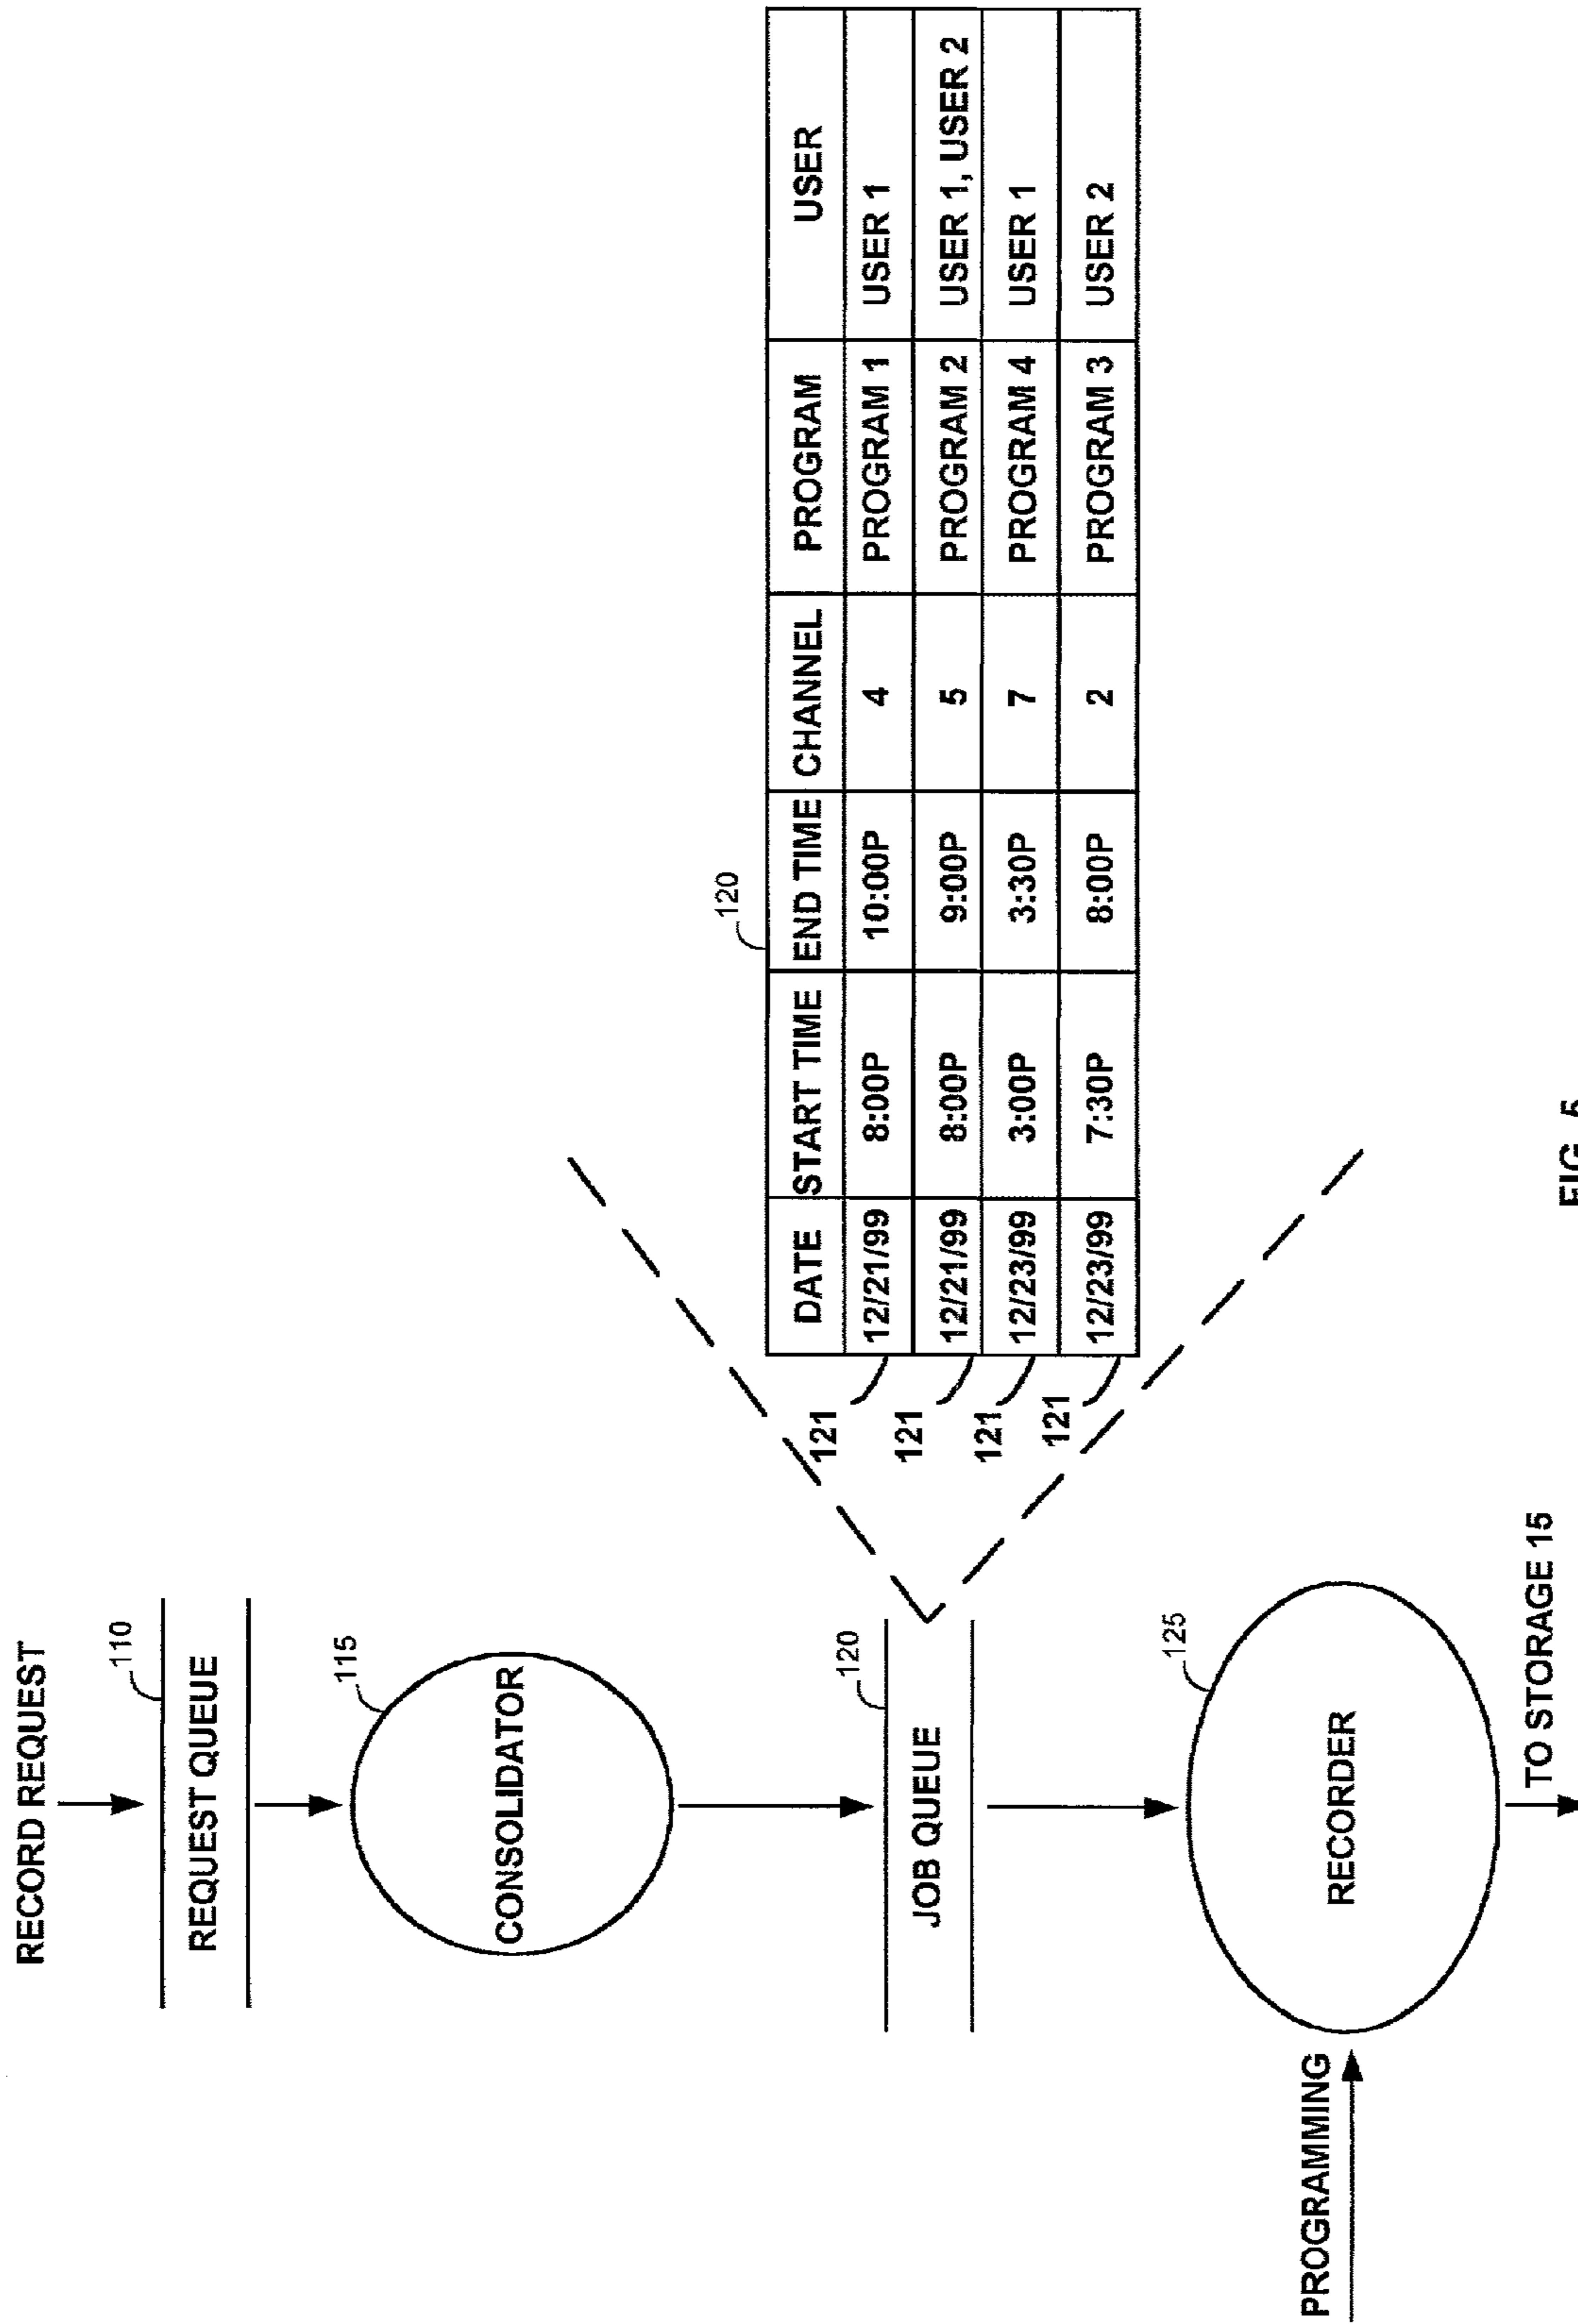 RECORD REQUEST
110
REQUEST QUEUE
115
CONSOLIDATOR
120
JOB QUEUE
125
RECORDER
PROGRAMMING
TO STORAGE 15
120
DATE START TIME END TIME CHANNEL PROGRAM USER
121 12/21/99 8:00P 10:00P 4 PROGRAM 1 USER 1
121 12/21/99 8:00P 9:00P 5 PROGRAM 2 USER 1, USER 2
121 12/23/99 3:00P 3:30P 7 PROGRAM 4 USER 1
121 12/23/99 7:30P 8:00P 2 PROGRAM 3 USER 2
FIG. 5